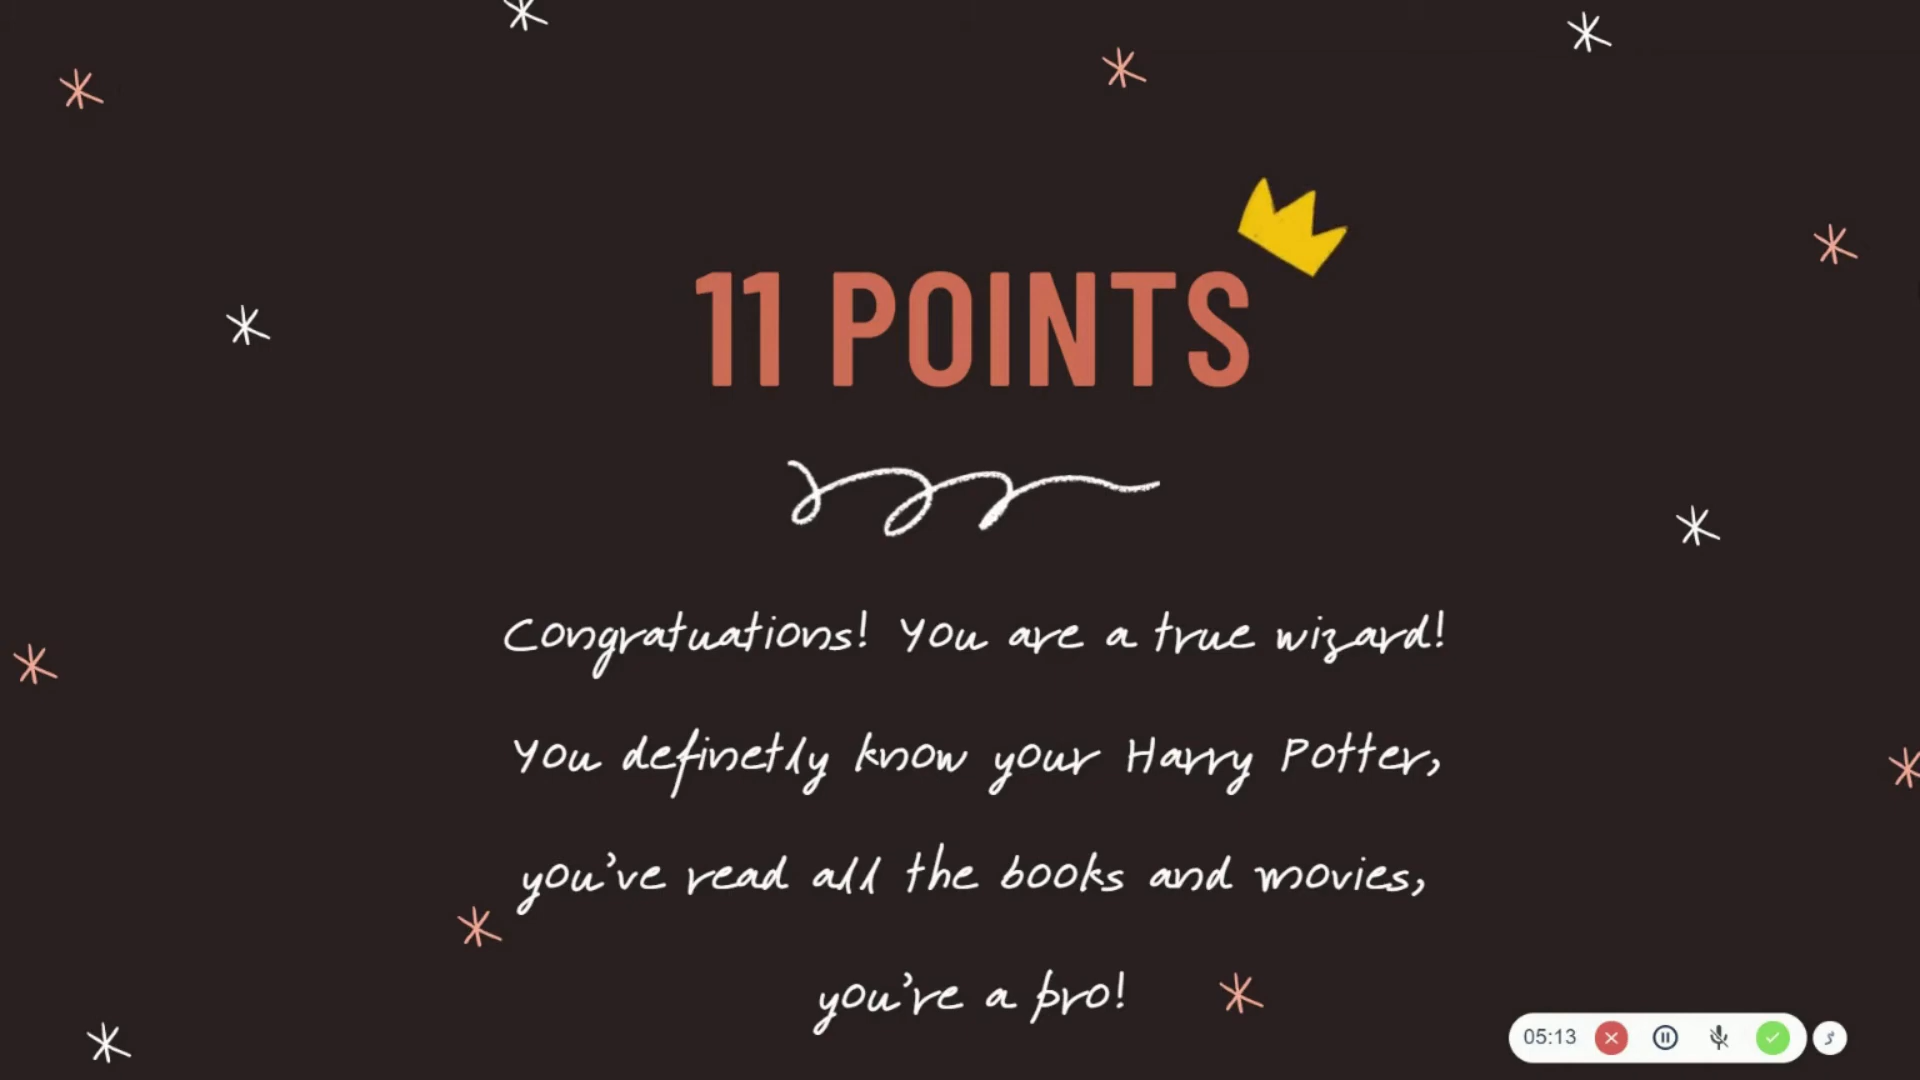 11 POINTS
Congratuations! You are a true wizard!
You definetly know your Harry Potter,
you've read all the books and movies,
you're a pro!
05:13